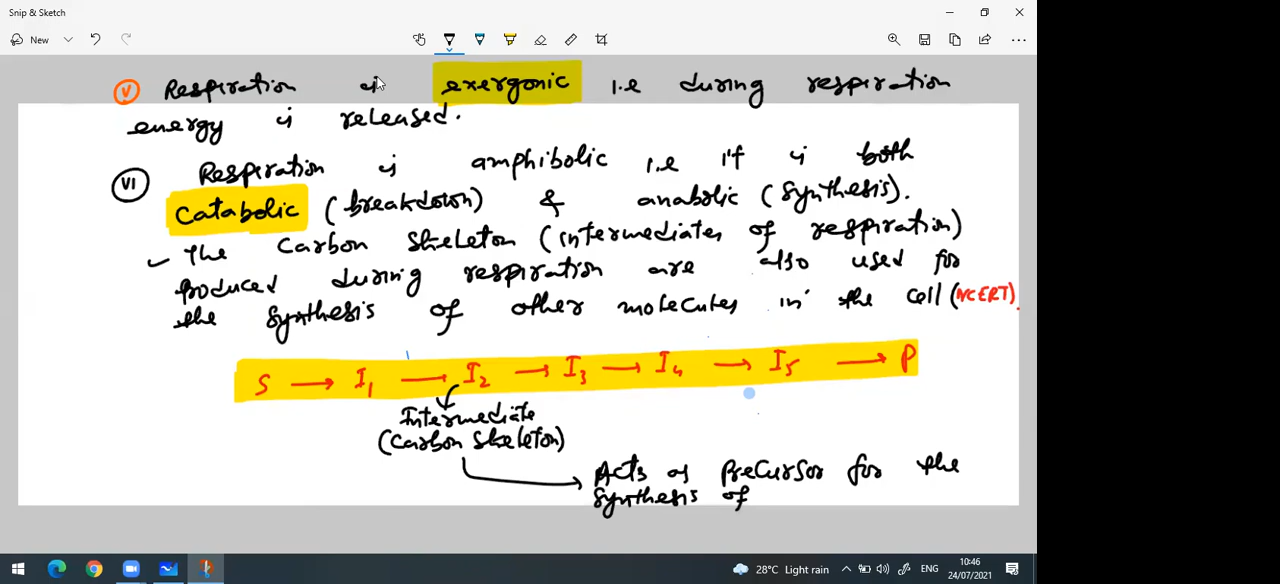 Snip & Sketch
New
V Respiration is exergonic i.e during respiration
energy is released.
VI Respiration is amphibolic i.e it is both
Catabolic (breakdown) & anabolic (synthesis).
The Carbon Skeleton (intermediates of respiration)
Produced during respiration are also used for
the synthesis of other molecules in the cell (NCERT).
S → I1 → I2 → I3 → I4 → I5 → P
Intermediate
(Carbon skeleton)
Acts as Precursor for the
synthesis of
28°C Light rain
ENG
10:46
24/07/2021